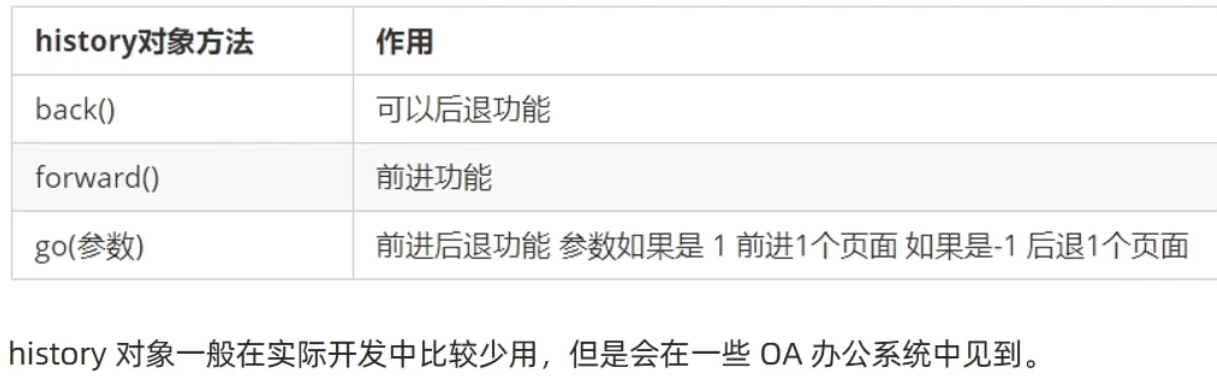 history对象方法 作用
back() 可以后退功能
forward() 前进功能
go(参数) 前进后退功能 参数如果是 1 前进1个页面 如果是-1 后退1个页面
history 对象一般在实际开发中比较少用，但是会在一些 OA 办公系统中见到。